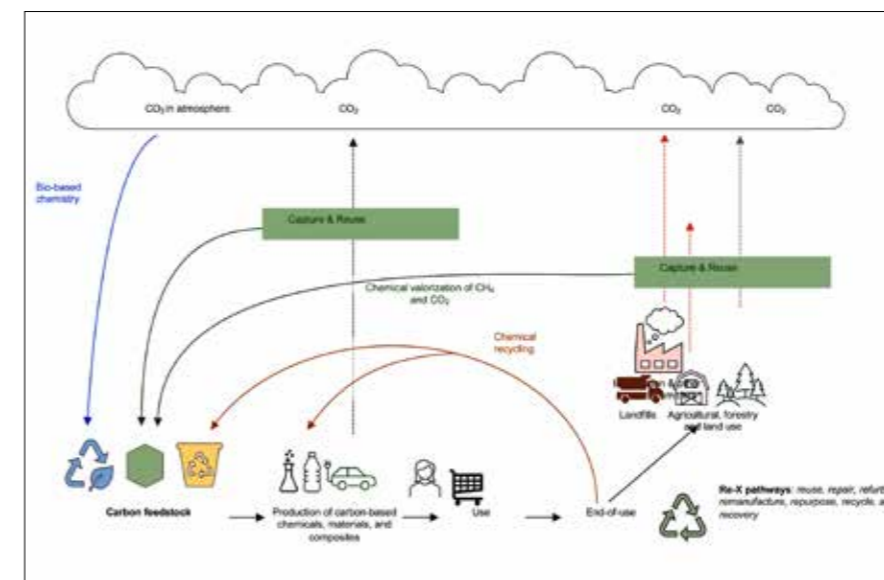 CO₂ in atmosphere
CO₂
CO₂
CO₂
Bio-based
chemistry
Capture & Reuse
Capture & Reuse
Chemical valorization of CH₄
and CO₂
Chemical
recycling
Landfills
Agricultural, forestry
and land use
Carbon feedstock
Production of carbon-based
chemicals, materials, and
composites
Use
End-of-use
Re-X pathways: reuse, repair, refurb
remanufacture, repurpose, recycle, a
recovery